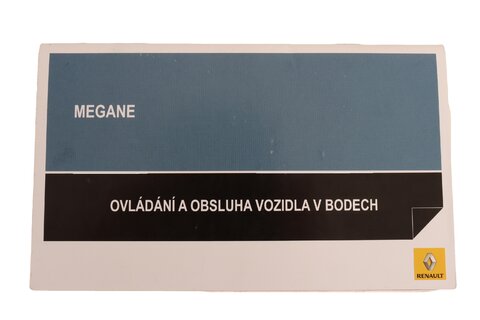 MEGANE
OVLÁDÁNÍ A OBSLUHA VOZIDLA V BODECH
RENAULT